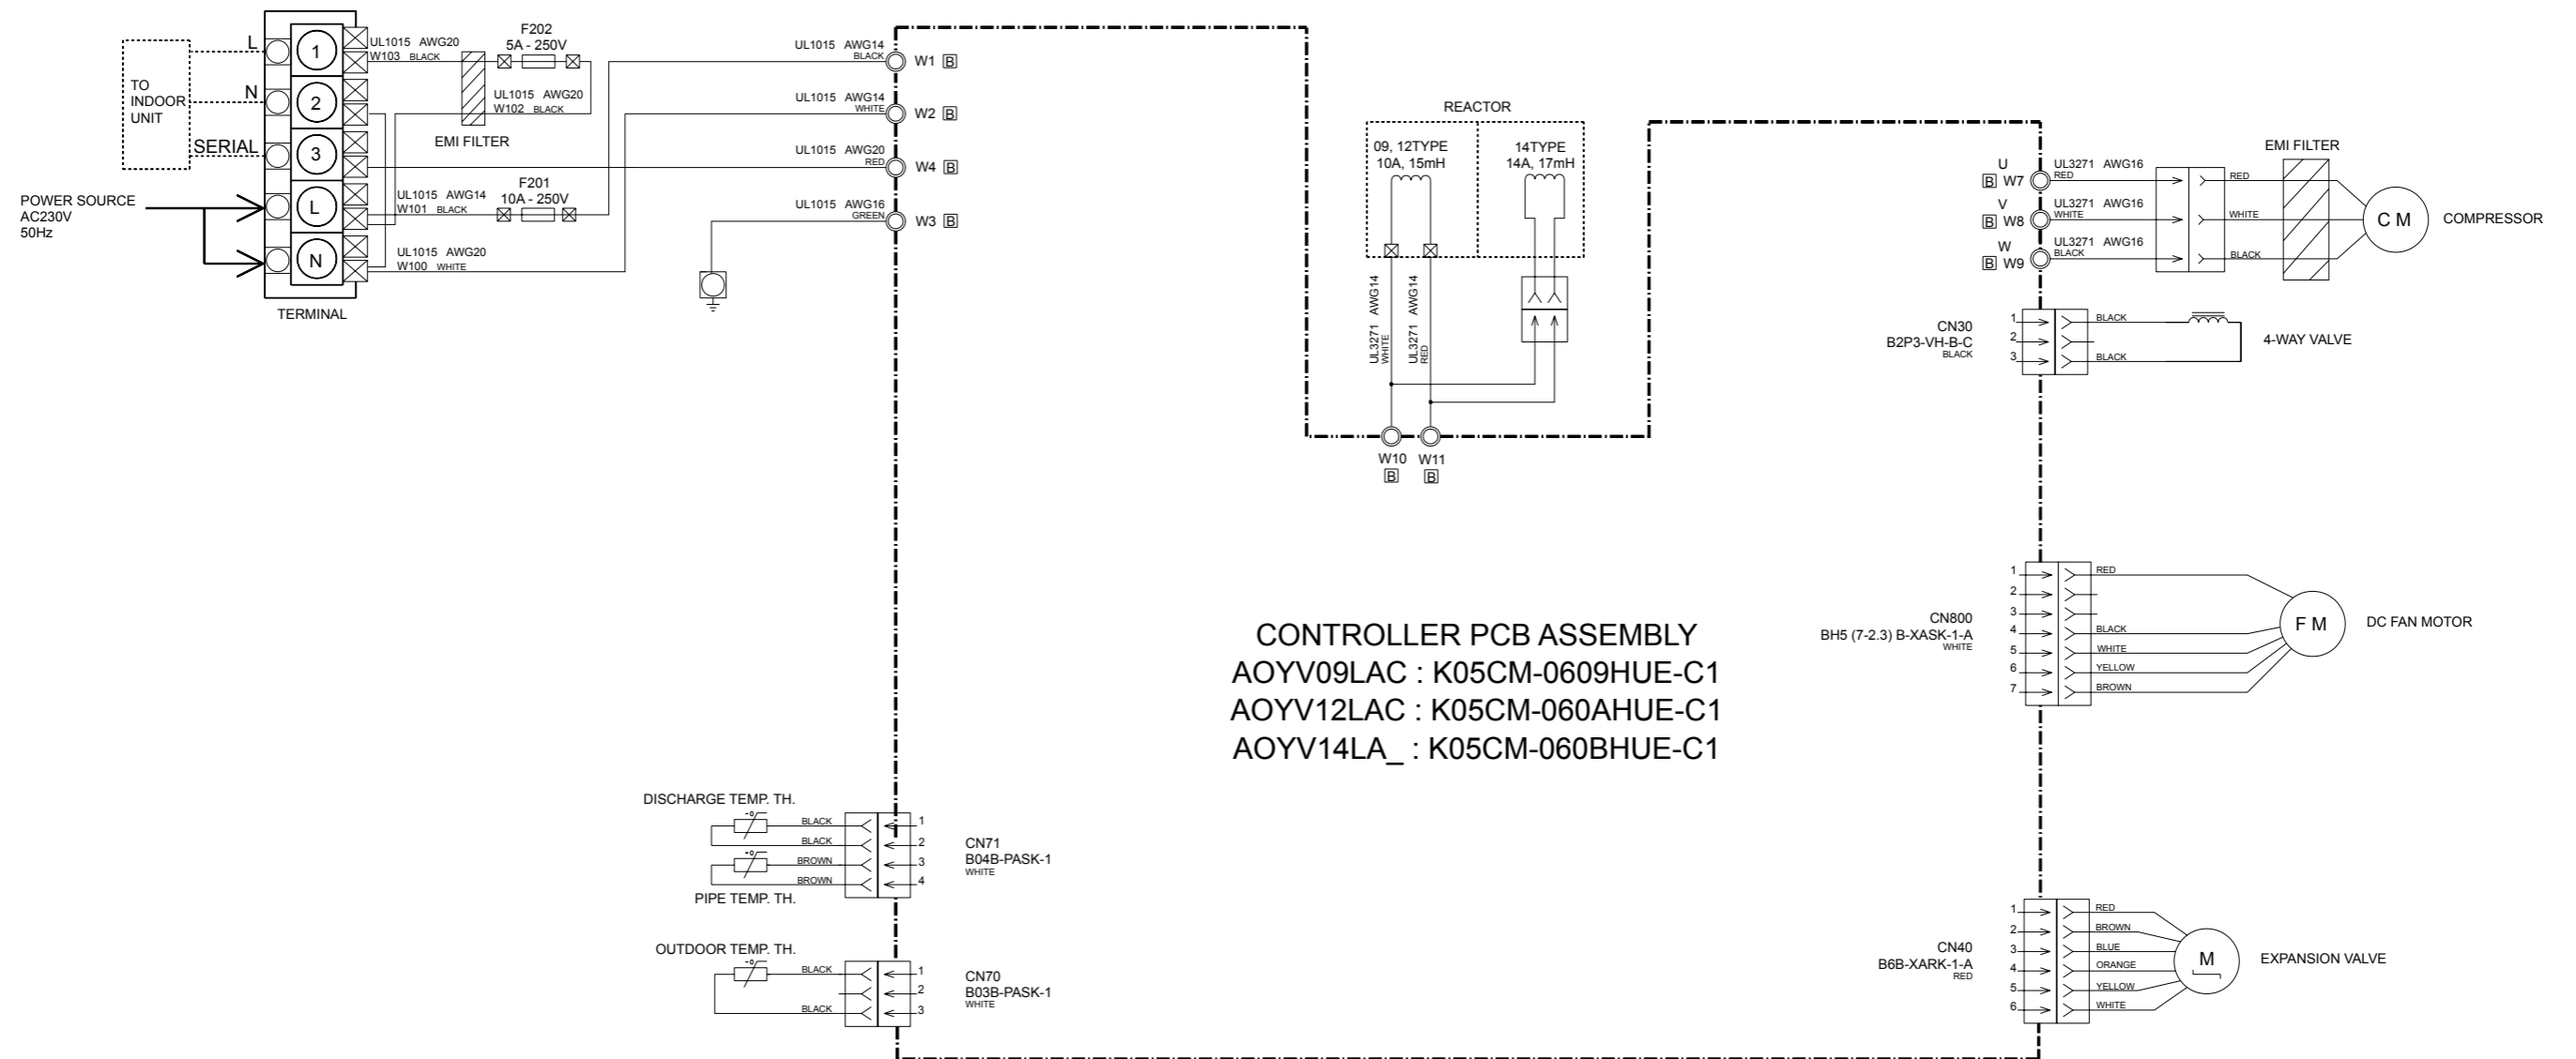 L
N
SERIAL
TO
INDOOR
UNIT
POWER SOURCE
AC230V
50Hz
1
2
3
L
N
TERMINAL
UL1015 AWG20
W103 BLACK
F202
5A - 250V
UL1015 AWG20
W102 BLACK
EMI FILTER
UL1015 AWG14
W101 BLACK
F201
10A - 250V
UL1015 AWG20
W100 WHITE
UL1015 AWG14
BLACK
W1 B
UL1015 AWG14
WHITE
W2 B
UL1015 AWG20
RED
W4 B
UL1015 AWG16
GREEN
W3 B
REACTOR
09, 12TYPE
10A, 15mH
14TYPE
14A, 17mH
UL3271 AWG14
WHITE
UL3271 AWG14
RED
W10
B
W11
B
U
B W7
UL3271 AWG16
RED
V
B W8
UL3271 AWG16
WHITE
W
B W9
UL3271 AWG16
BLACK
RED
WHITE
BLACK
EMI FILTER
C M
COMPRESSOR
CN30
B2P3-VH-B-C
BLACK
1
2
3
BLACK
BLACK
4-WAY VALVE
CN800
BH5 (7-2.3) B-XASK-1-A
WHITE
1
2
3
4
5
6
7
RED
BLACK
WHITE
YELLOW
BROWN
F M
DC FAN MOTOR
CONTROLLER PCB ASSEMBLY
AOYV09LAC : K05CM-0609HUE-C1
AOYV12LAC : K05CM-060AHUE-C1
AOYV14LA_ : K05CM-060BHUE-C1
DISCHARGE TEMP. TH.
BLACK
BLACK
BROWN
BROWN
PIPE TEMP. TH.
1
2
3
4
CN71
B04B-PASK-1
WHITE
OUTDOOR TEMP. TH.
BLACK
BLACK
1
2
3
CN70
B03B-PASK-1
WHITE
CN40
B6B-XARK-1-A
RED
1
2
3
4
5
6
RED
BROWN
BLUE
ORANGE
YELLOW
WHITE
M
EXPANSION VALVE